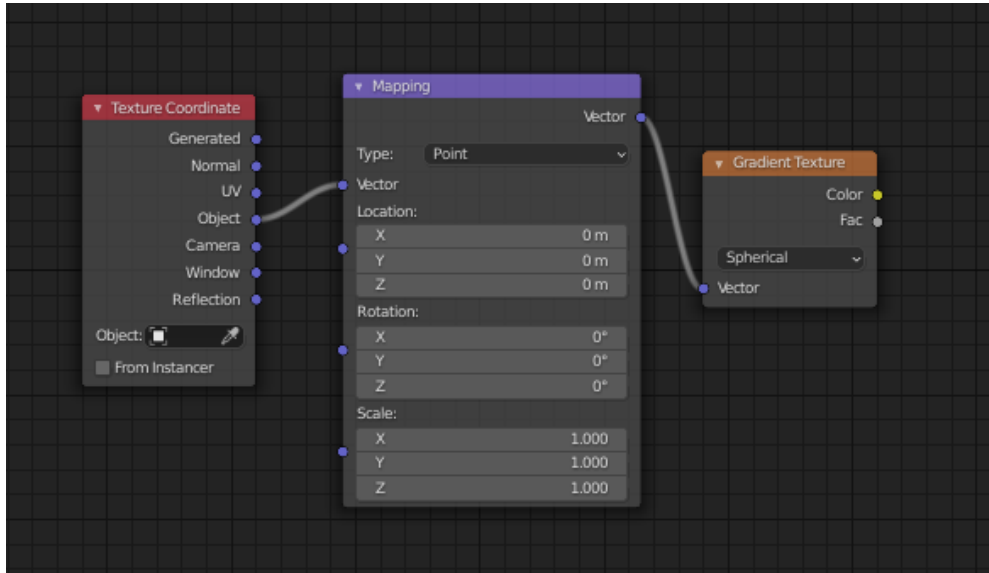 Texture Coordinate
Generated
Normal
UV
Object
Camera
Window
Reflection
Object:
From Instancer
Mapping
Vector
Type: Point
Vector
Location:
X 0 m
Y 0 m
Z 0 m
Rotation:
X 0°
Y 0°
Z 0°
Scale:
X 1.000
Y 1.000
Z 1.000
Gradient Texture
Color
Fac
Spherical
Vector